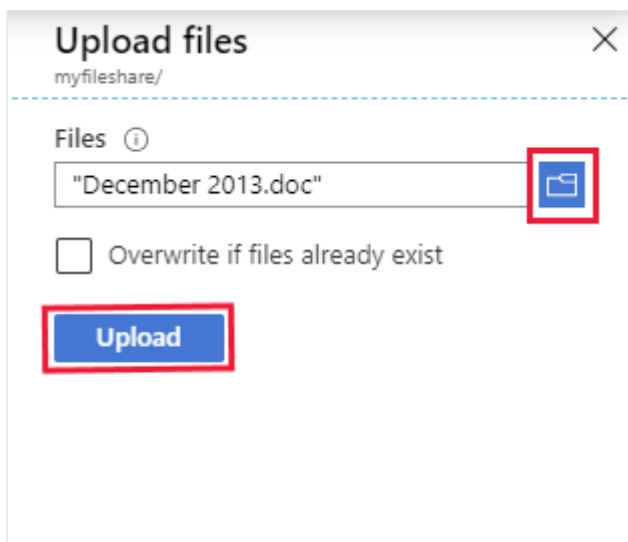 Upload files
myfileshare/
Files
"December 2013.doc"
Overwrite if files already exist
Upload